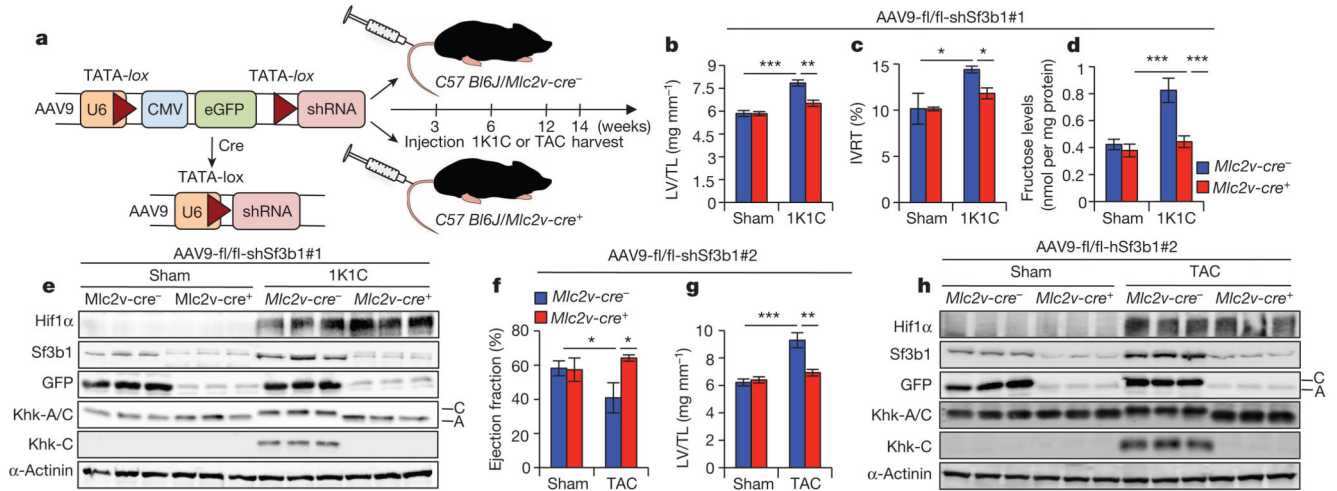 a
TATA-lox
TATA-lox
AAV9
U6
CMV
eGFP
shRNA
Cre
TATA-lox
AAV9
U6
shRNA
C57 Bl6J/Mlc2v-cre⁻
3 6 12 14 (weeks)
Injection 1K1C or TAC harvest
C57 Bl6J/Mlc2v-cre⁺
AAV9-fl/fl-shSf3b1#1
b
LV/TL (mg mm⁻¹)
9
7.5
6
4.5
3
1.5
0
*** **
Sham 1K1C
c
IVRT (%)
15
10
5
0
* *
Sham 1K1C
d
Fructose levels
(nmol per mg protein)
1
0.8
0.6
0.4
0.2
0
*** ***
Sham 1K1C
Mlc2v-cre⁻
Mlc2v-cre⁺
AAV9-fl/fl-shSf3b1#1
e
Sham 1K1C
Mlc2v-cre⁻ Mlc2v-cre⁺ Mlc2v-cre⁻ Mlc2v-cre⁺
Hif1α
Sf3b1
GFP
Khk-A/C
C
A
Khk-C
α-Actinin
AAV9-fl/fl-shSf3b1#2
f
Mlc2v-cre⁻
Mlc2v-cre⁺
Ejection fraction (%)
80
60
40
20
0
* *
Sham TAC
g
LV/TL (mg mm⁻¹)
10
8
6
4
2
0
*** **
Sham TAC
AAV9-fl/fl-hSf3b1#2
h
Sham TAC
Mlc2v-cre⁻ Mlc2v-cre⁺ Mlc2v-cre⁻ Mlc2v-cre⁺
Hif1α
Sf3b1
GFP
C
A
Khk-A/C
Khk-C
α-Actinin